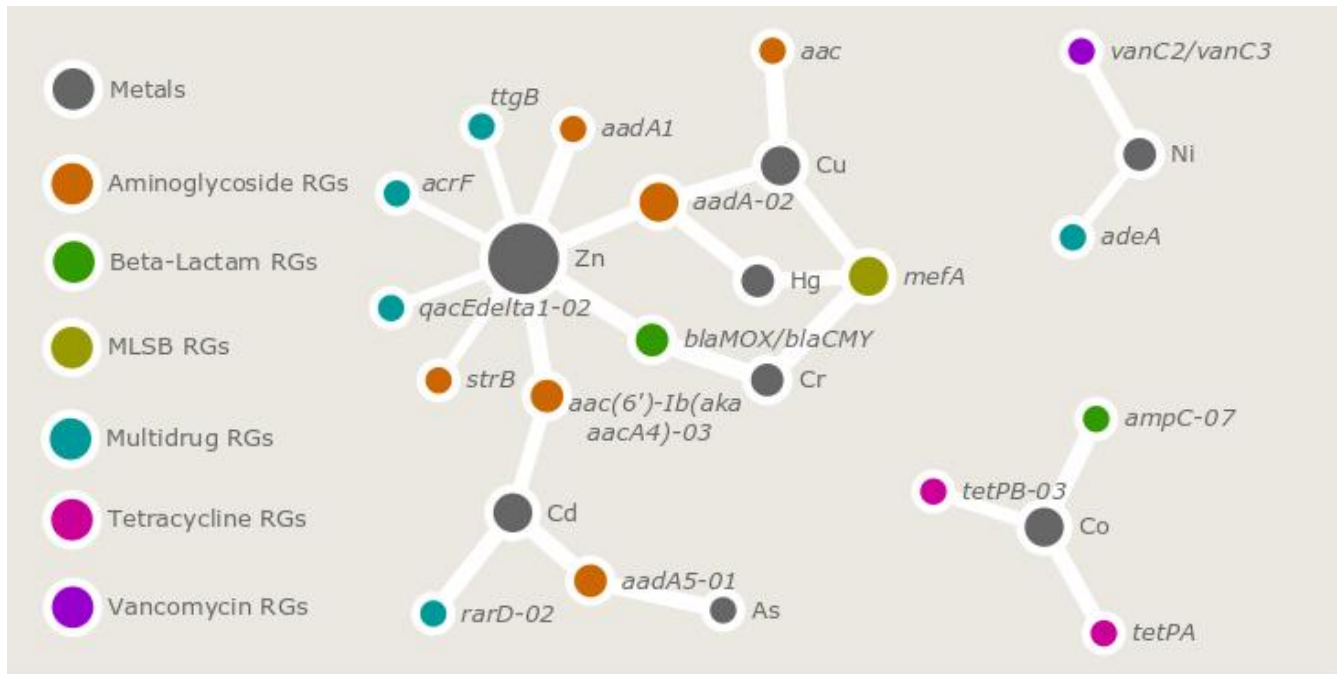 Metals
Aminoglycoside RGs
Beta-Lactam RGs
MLSB RGs
Multidrug RGs
Tetracycline RGs
Vancomycin RGs
aac
vanC2/vanC3
ttgB
aadA1
Cu
Ni
acrF
aadA-02
adeA
Zn
Hg
mefA
qacEdelta1-02
blaMOX/blaCMY
strB
Cr
aac(6')-Ib(aka
aacA4)-03
ampC-07
tetPB-03
Cd
Co
aadA5-01
rarD-02
As
tetPA